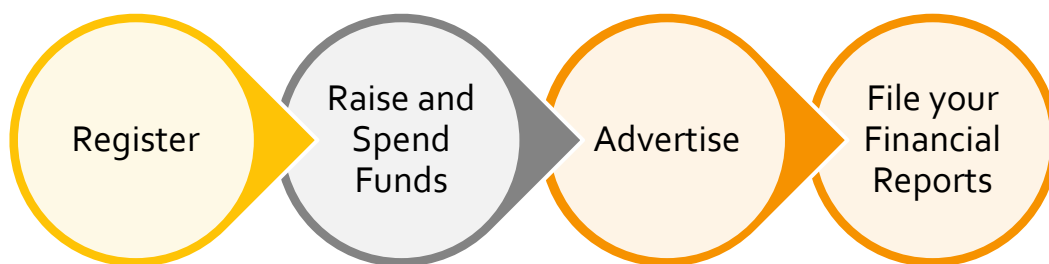 Register
Raise and
Spend
Funds
Advertise
File your
Financial
Reports